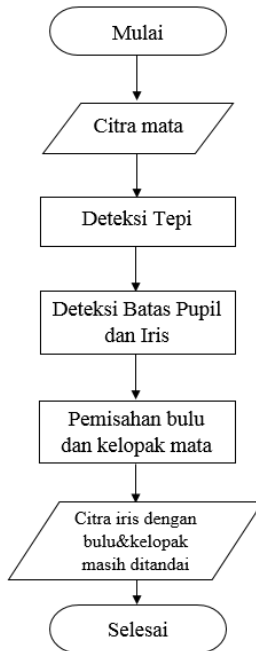 Mulai
Citra mata
Deteksi Tepi
Deteksi Batas Pupil
dan Iris
Pemisahan bulu
dan kelopak mata
Citra iris dengan
bulu&kelopak
masih ditandai
Selesai